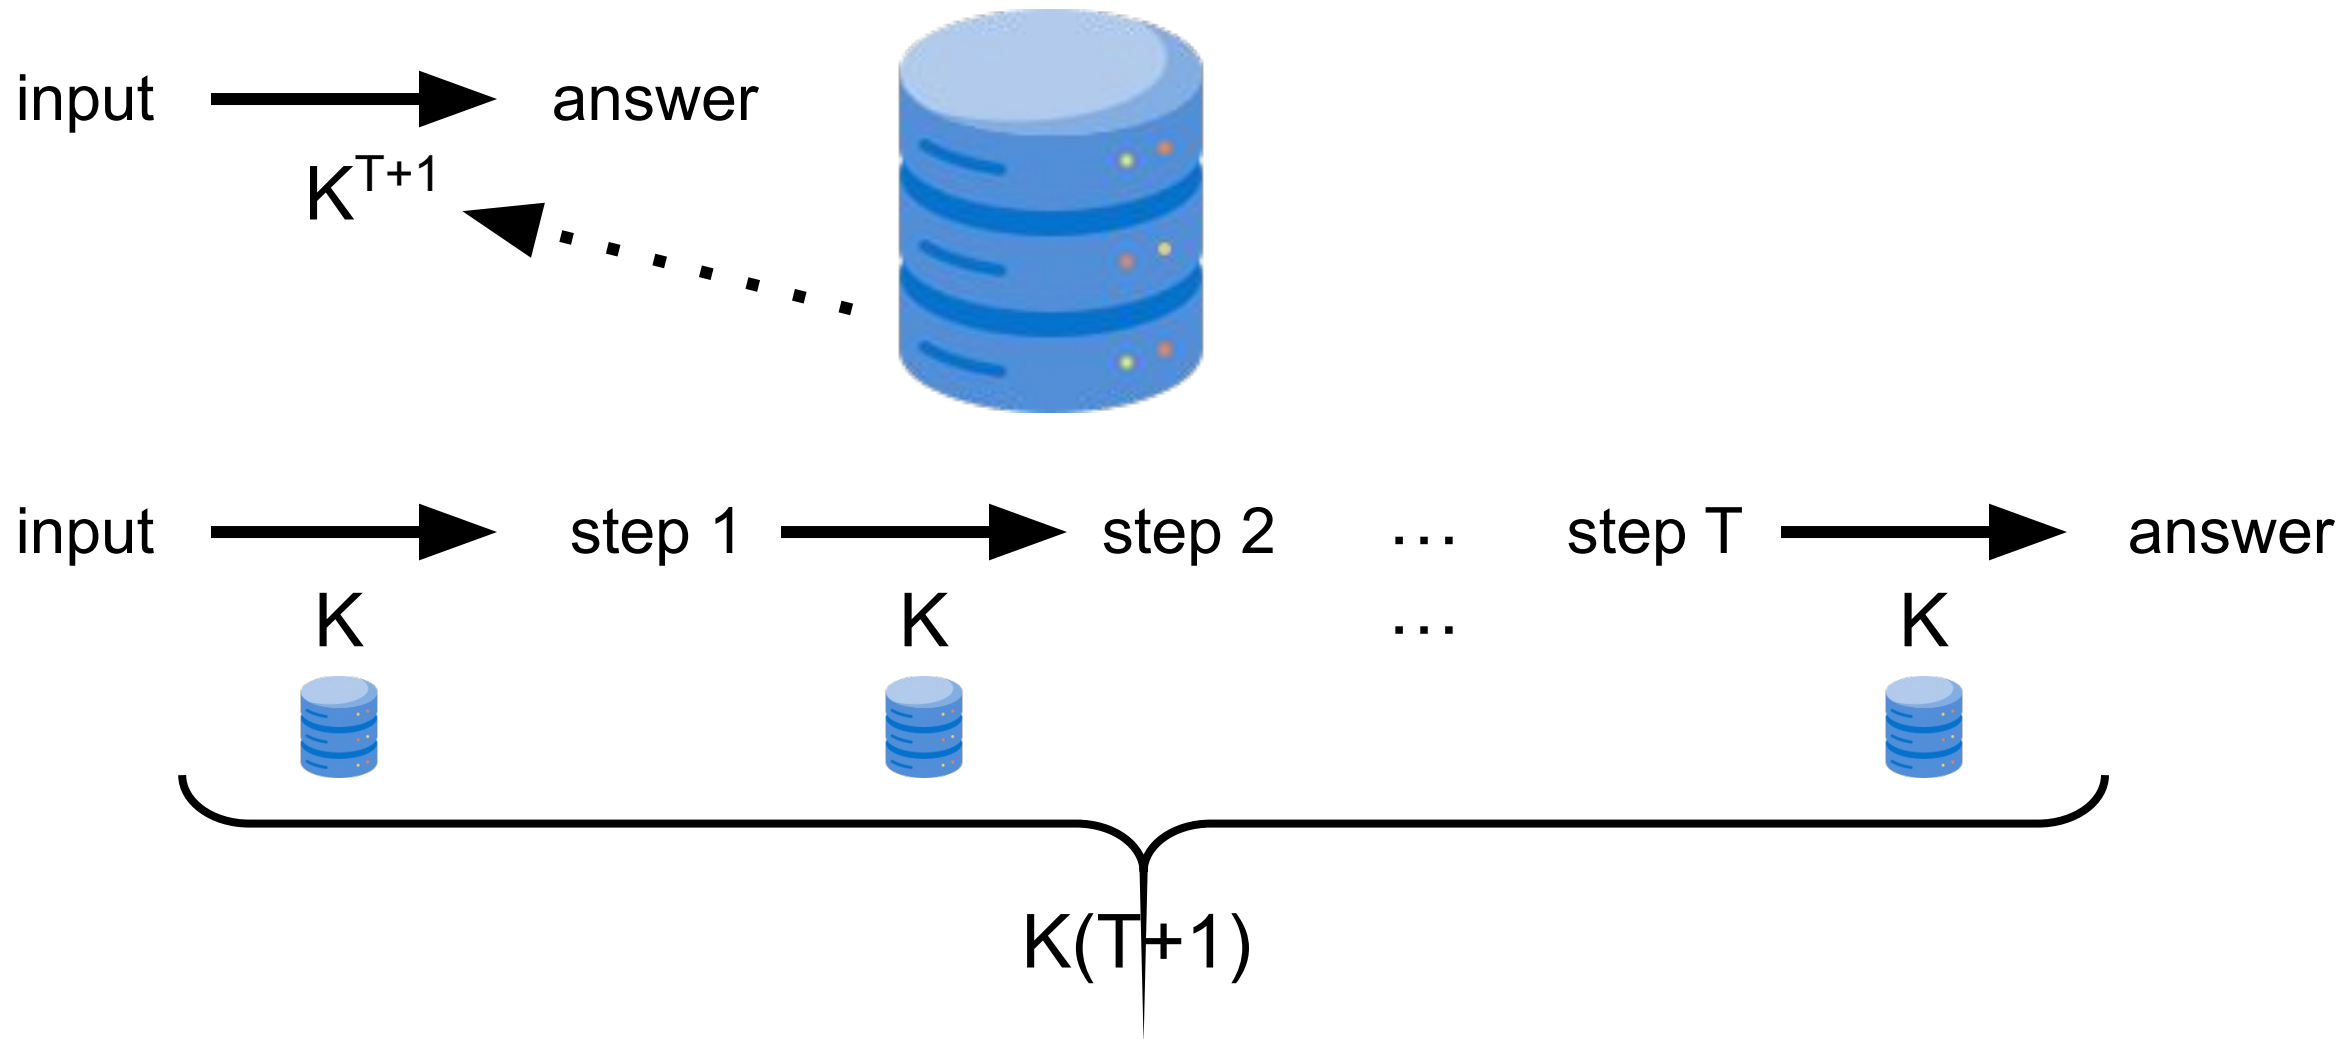 input answer
K^{T+1}
input step 1 step 2 ... step T answer
K K ... K
K(T+1)